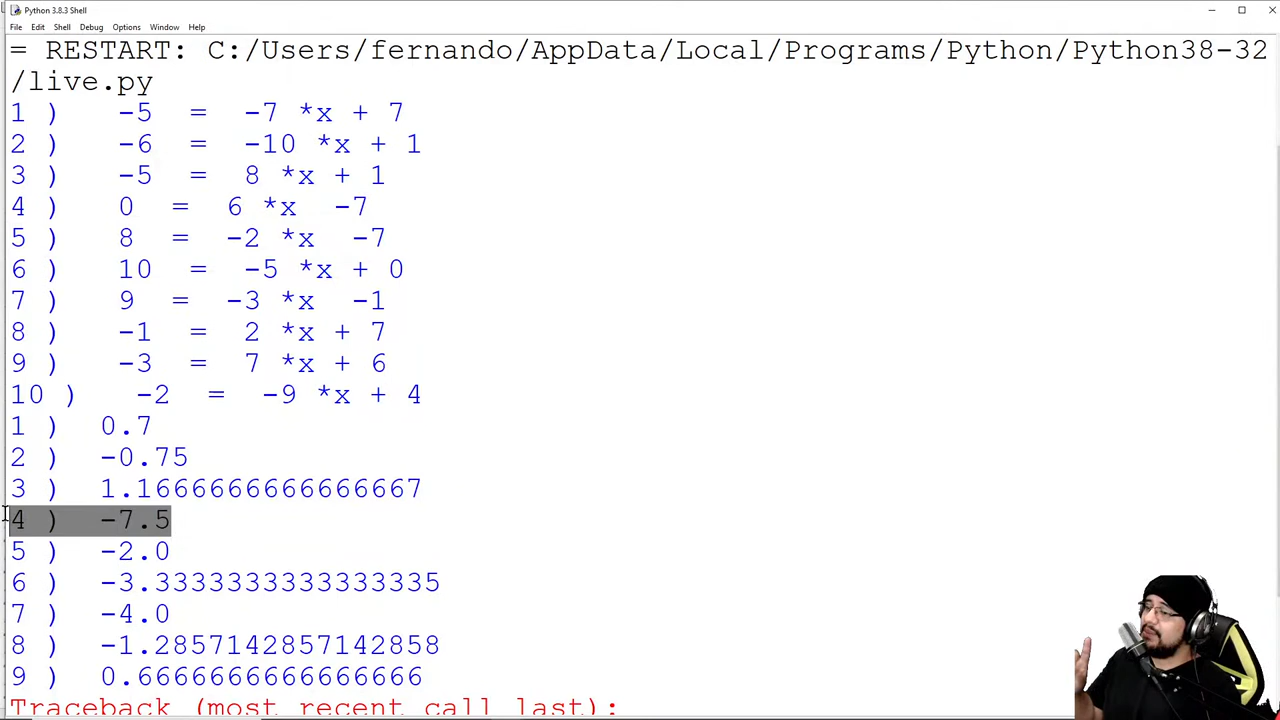 Python 3.8.3 Shell
File Edit Shell Debug Options Window Help
= RESTART: C:/Users/fernando/AppData/Local/Programs/Python/Python38-32
/live.py
1 ) -5 = -7 *x + 7
2 ) -6 = -10 *x + 1
3 ) -5 = 8 *x + 1
4 ) 0 = 6 *x -7
5 ) 8 = -2 *x -7
6 ) 10 = -5 *x + 0
7 ) 9 = -3 *x -1
8 ) -1 = 2 *x + 7
9 ) -3 = 7 *x + 6
10 ) -2 = -9 *x + 4
1 ) 0.7
2 ) -0.75
3 ) 1.1666666666666667
4 ) -7.5
5 ) -2.0
6 ) -3.3333333333333335
7 ) -4.0
8 ) -1.2857142857142858
9 ) 0.6666666666666666
Traceback (most recent call last):